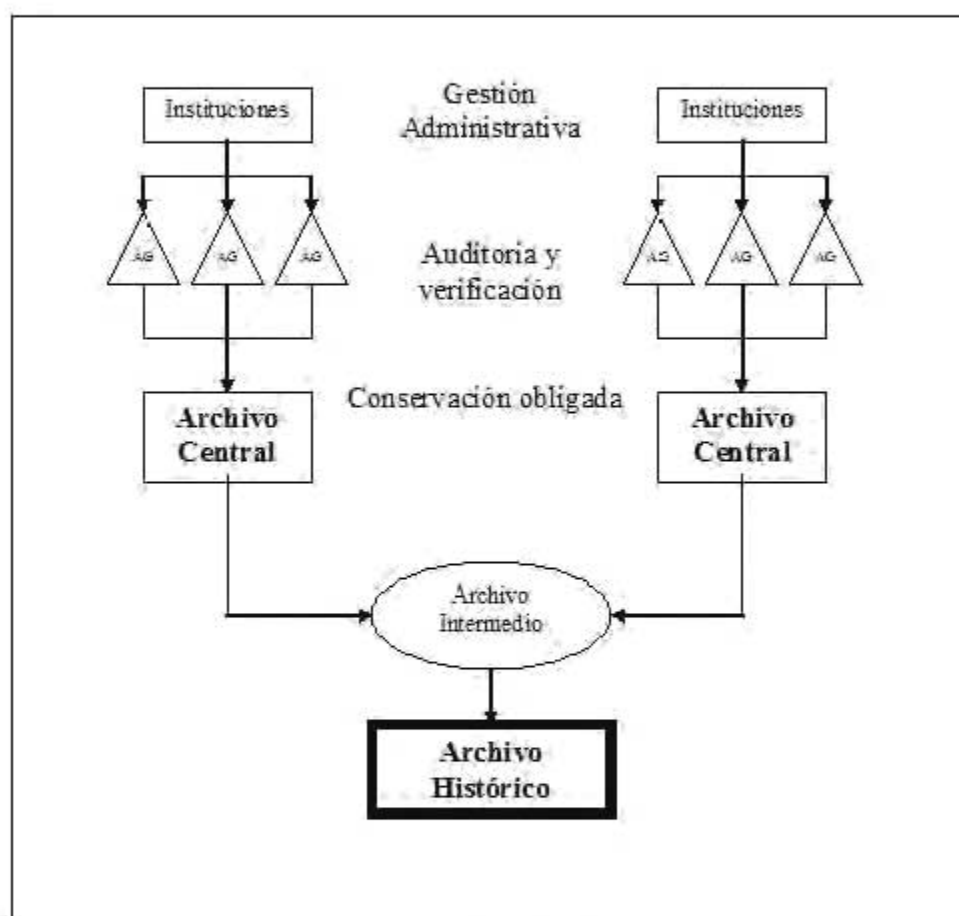 Instituciones
Gestión
Administrativa
Instituciones
AG
AG
AG
Auditoría y
verificación
AG
AG
AG
Conservación obligada
Archivo
Central
Archivo
Central
Archivo
Intermedio
Archivo
Histórico